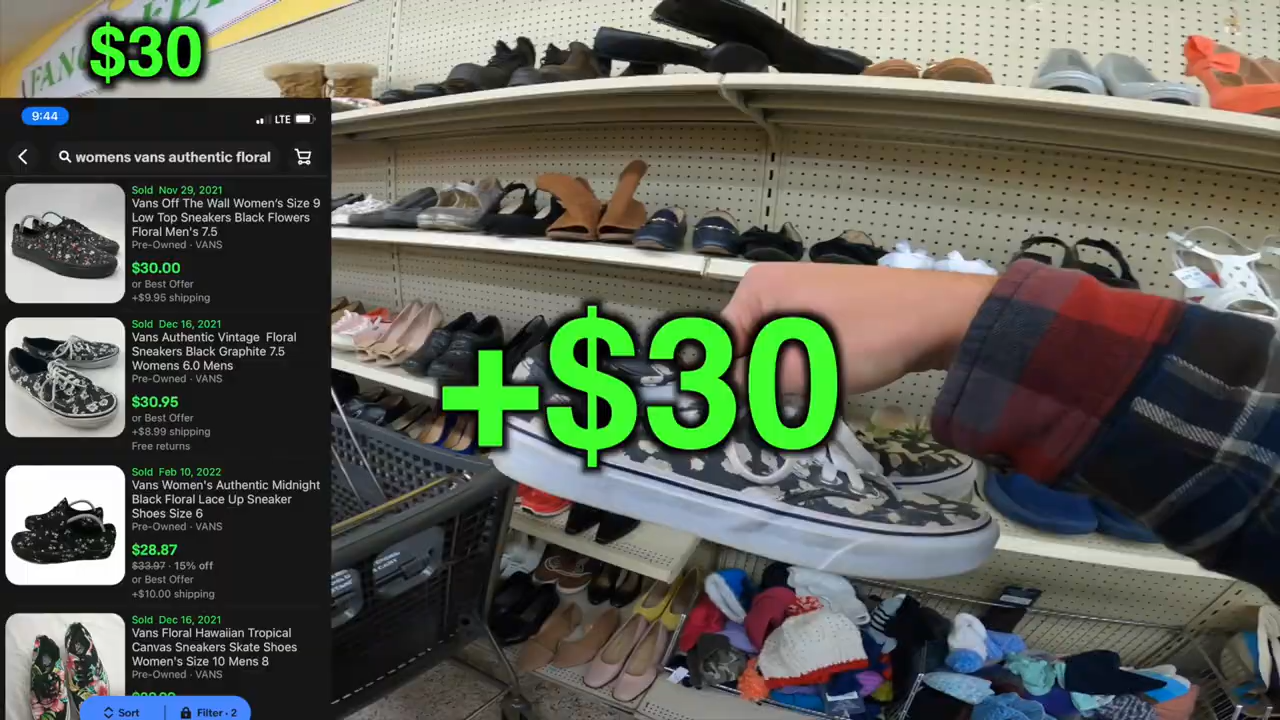 $30
9:44
LTE
womens vans authentic floral
Sold Nov 29, 2021
Vans Off The Wall Women's Size 9
Low Top Sneakers Black Flowers
Floral Men's 7.5
Pre-Owned · VANS
$30.00
or Best Offer
+$9.95 shipping
Sold Dec 16, 2021
Vans Authentic Vintage Floral
Sneakers Black Graphite 7.5
Womens 6.0 Mens
Pre-Owned · VANS
$30.95
or Best Offer
+$8.99 shipping
Free returns
Sold Feb 10, 2022
Vans Women's Authentic Midnight
Black Floral Lace Up Sneaker
Shoes Size 6
Pre-Owned · VANS
$28.87
$33.97 · 15% off
or Best Offer
+$10.00 shipping
Sold Dec 16, 2021
Vans Floral Hawaiian Tropical
Canvas Sneakers Skate Shoes
Women's Size 10 Mens 8
Pre-Owned · VANS
Sort
Filter · 2
+$30